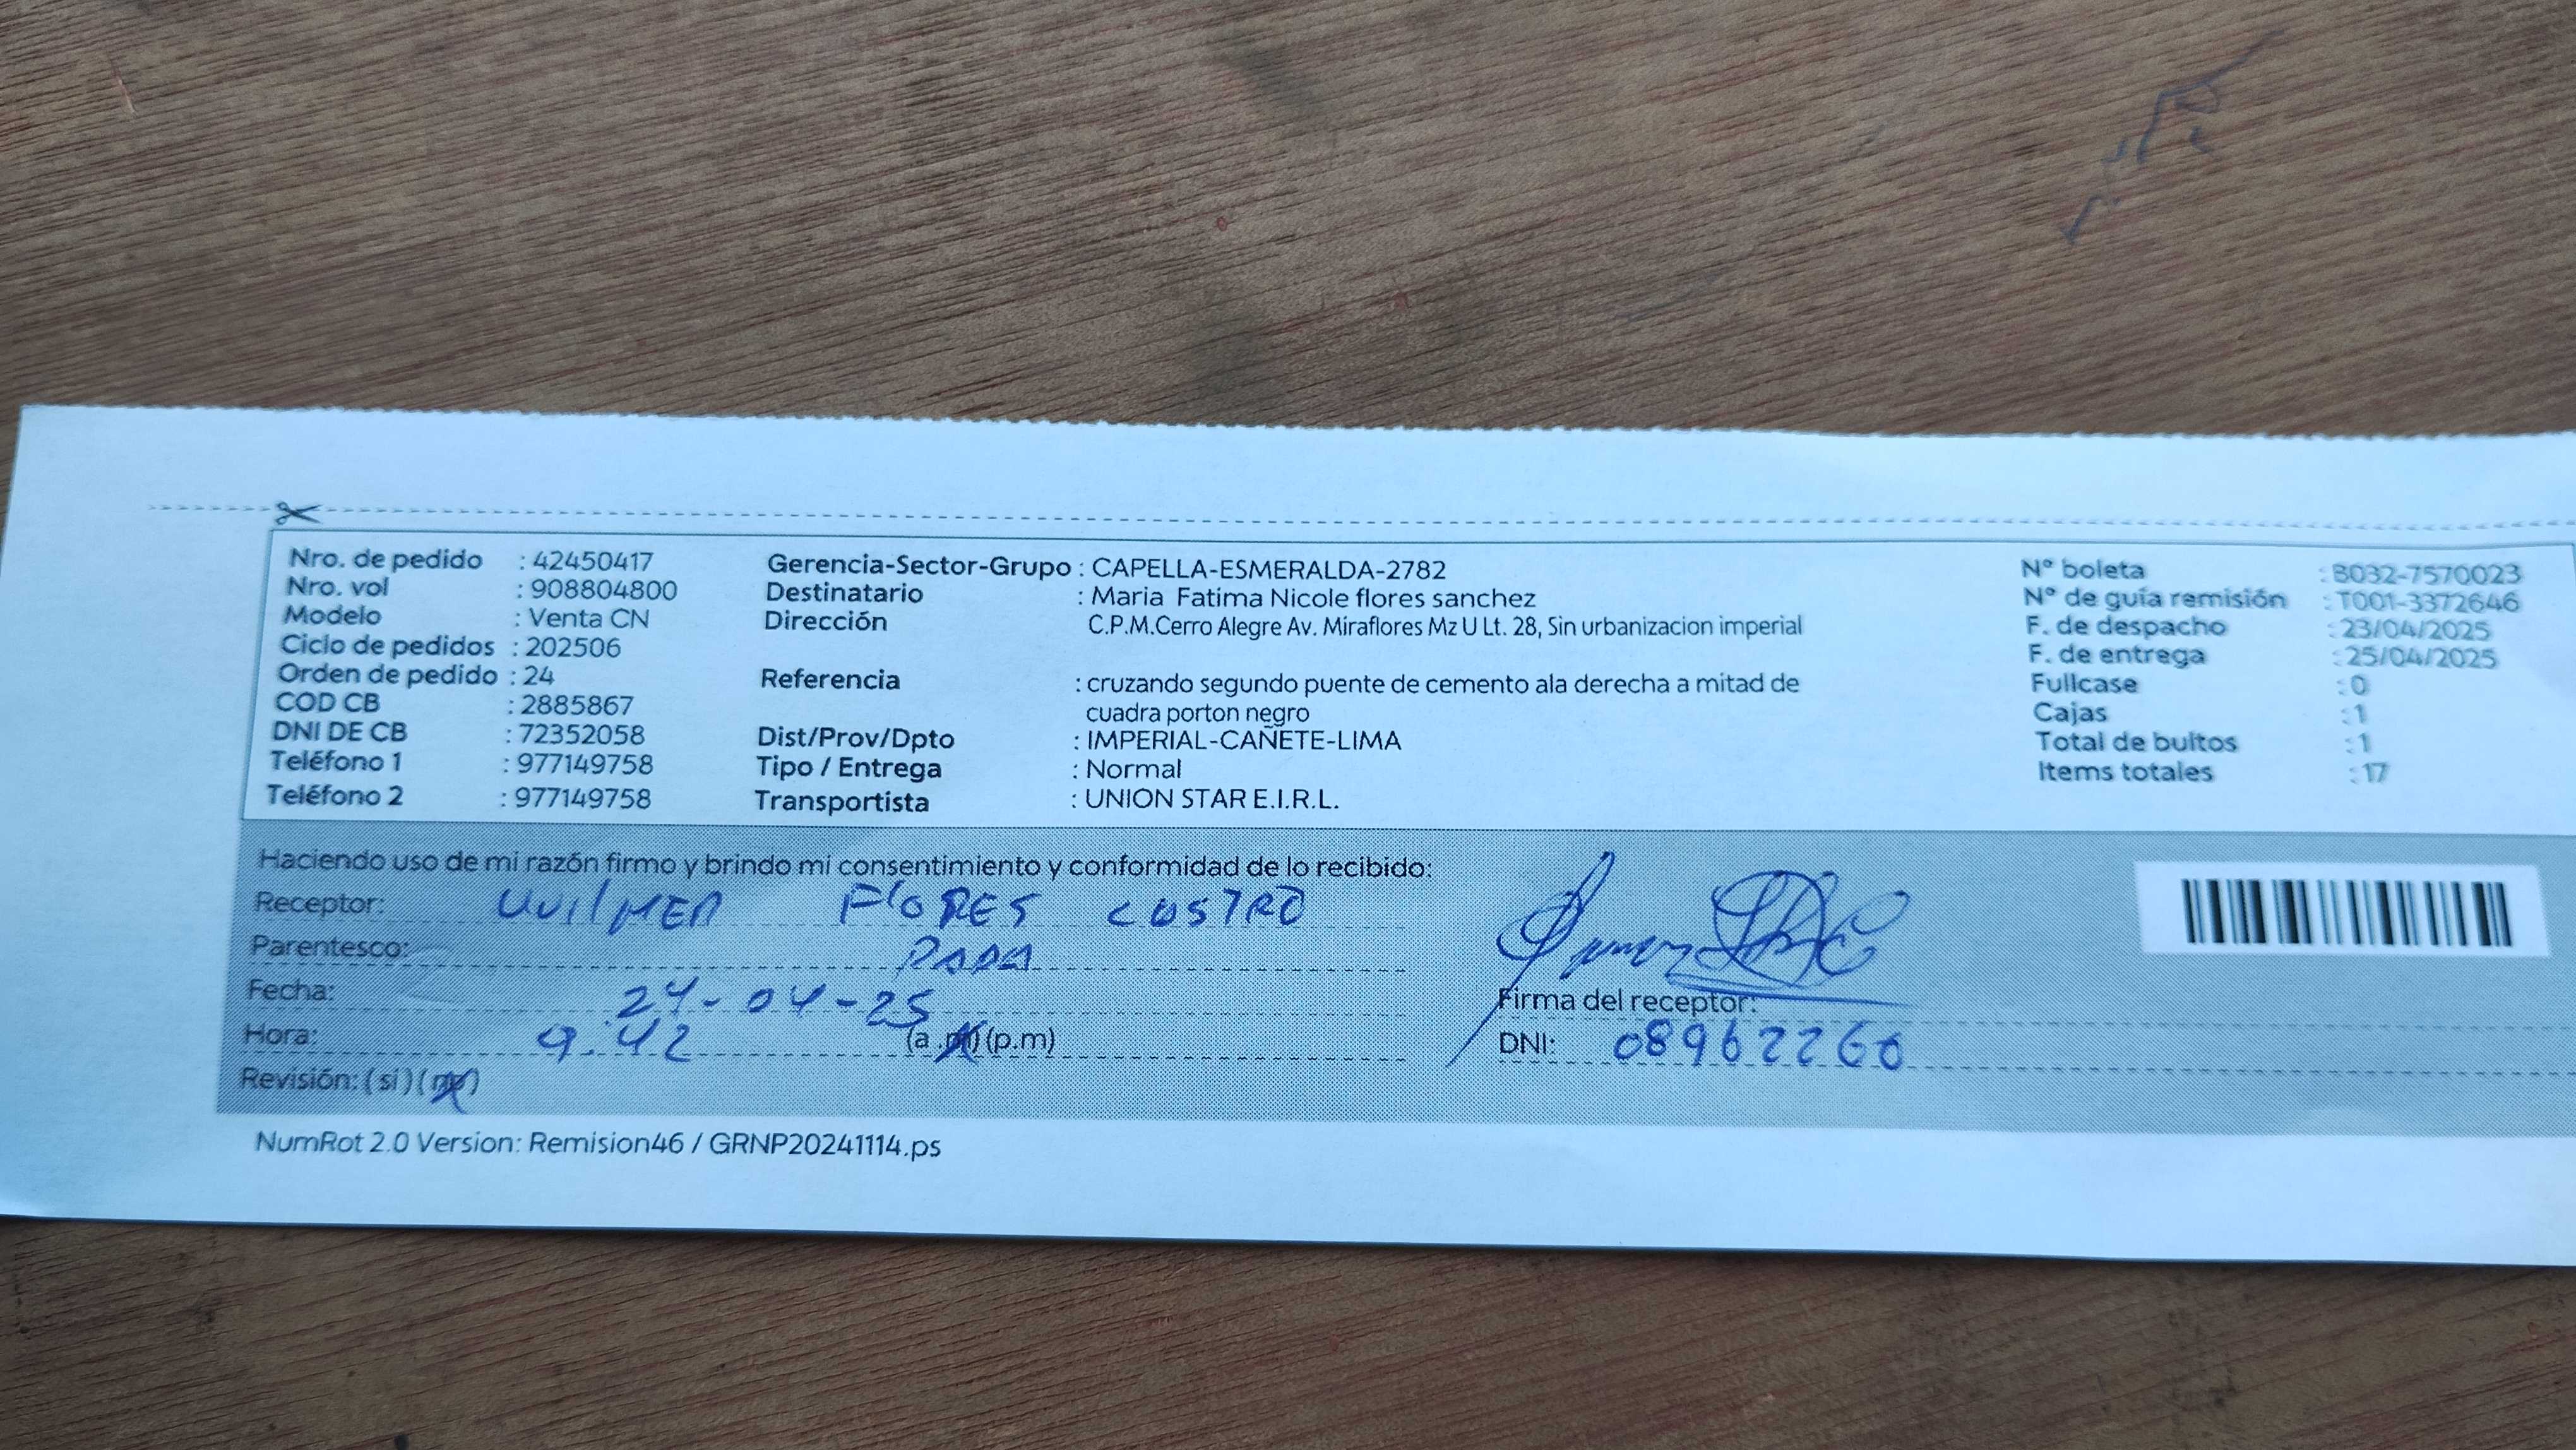 Nro. de pedido : 42450417
Nro. vol : 908804800
Modelo : Venta CN
Ciclo de pedidos : 202506
Orden de pedido : 24
COD CB : 2885867
DNI DE CB : 72352058
Teléfono 1 : 977149758
Teléfono 2 : 977149758
Gerencia-Sector-Grupo : CAPELLA-ESMERALDA-2782
Destinatario : Maria Fatima Nicole flores sanchez
Dirección C.P.M.Cerro Alegre Av. Miraflores Mz U Lt. 28, Sin urbanizacion imperial
Referencia : cruzando segundo puente de cemento ala derecha a mitad de
cuadra porton negro
Dist/Prov/Dpto : IMPERIAL-CAÑETE-LIMA
Tipo / Entrega : Normal
Transportista : UNION STAR E.I.R.L.
N° boleta : B032-7570023
N° de guía remisión : T001-3372646
F. de despacho : 23/04/2025
F. de entrega : 25/04/2025
Fullcase : 0
Cajas : 1
Total de bultos : 1
Items totales : 17
Haciendo uso de mi razón firmo y brindo mi consentimiento y conformidad de lo recibido:
Receptor: FloRES
Parentesco: PAPA
Fecha: 24-04-25
Hora: 9.42 (a.m) (p.m)
Revisión: (si) (no)
Firma del receptor:
DNI: 08962260
NumRot 2.0 Version: Remision46 / GRNP20241114.ps